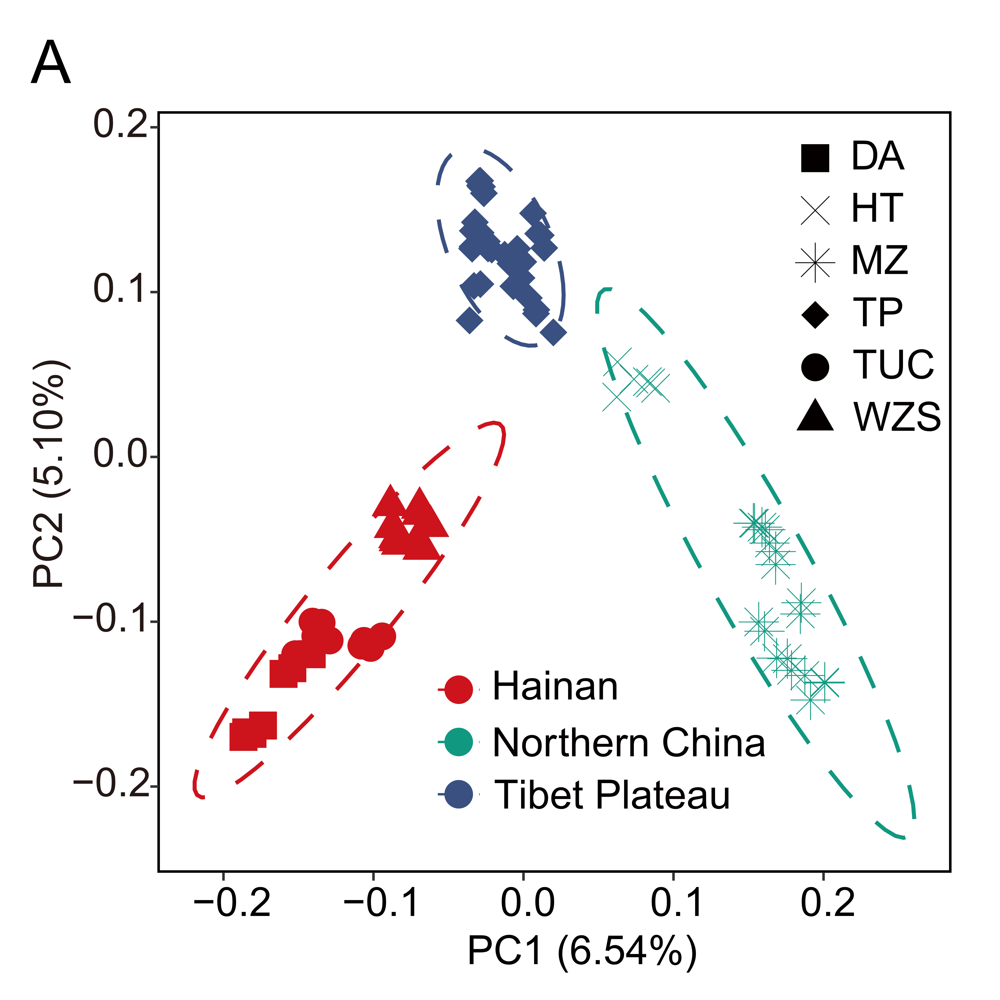 A
0.2
0.1
0.0
−0.1
−0.2
PC2 (5.10%)
DA
HT
MZ
TP
TUC
WZS
Hainan
Northern China
Tibet Plateau
−0.2 −0.1 0.0 0.1 0.2
PC1 (6.54%)